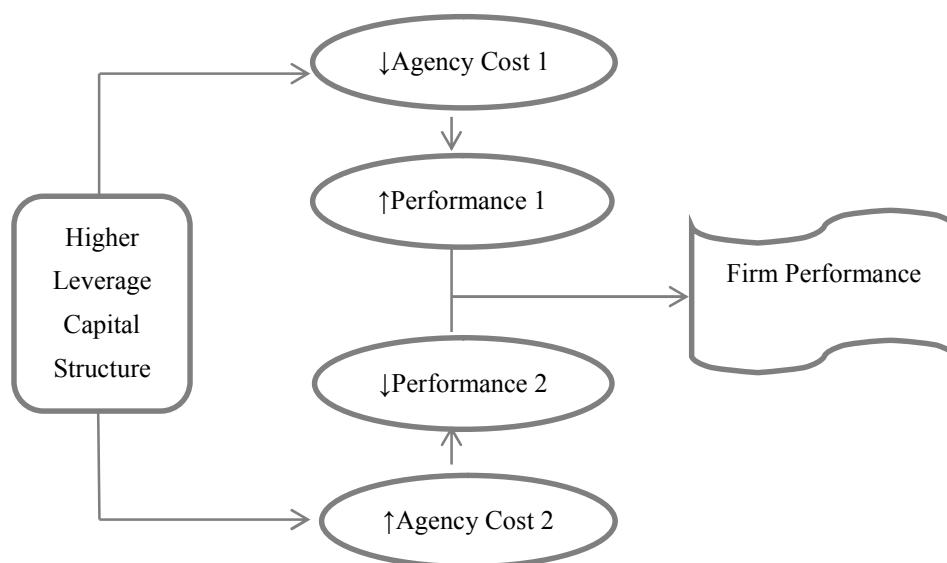 ↓Agency Cost 1
↑Performance 1
Higher
Leverage
Capital
Structure
Firm Performance
↓Performance 2
↑Agency Cost 2